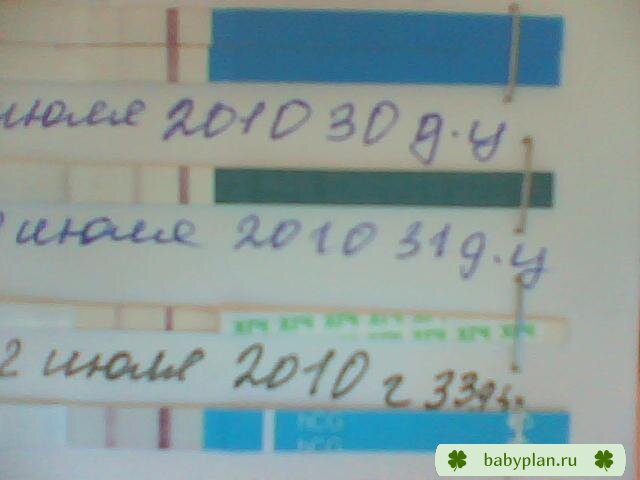 июля 2010 30 д.ц
июля 2010 31 д.ц
ХГЧ ХГЧ ХГЧ ХГЧ
ХГЧ ХГЧ ХГЧ
2 июля 2010 г 33д.ц.
hCG
hCG
babyplan.ru